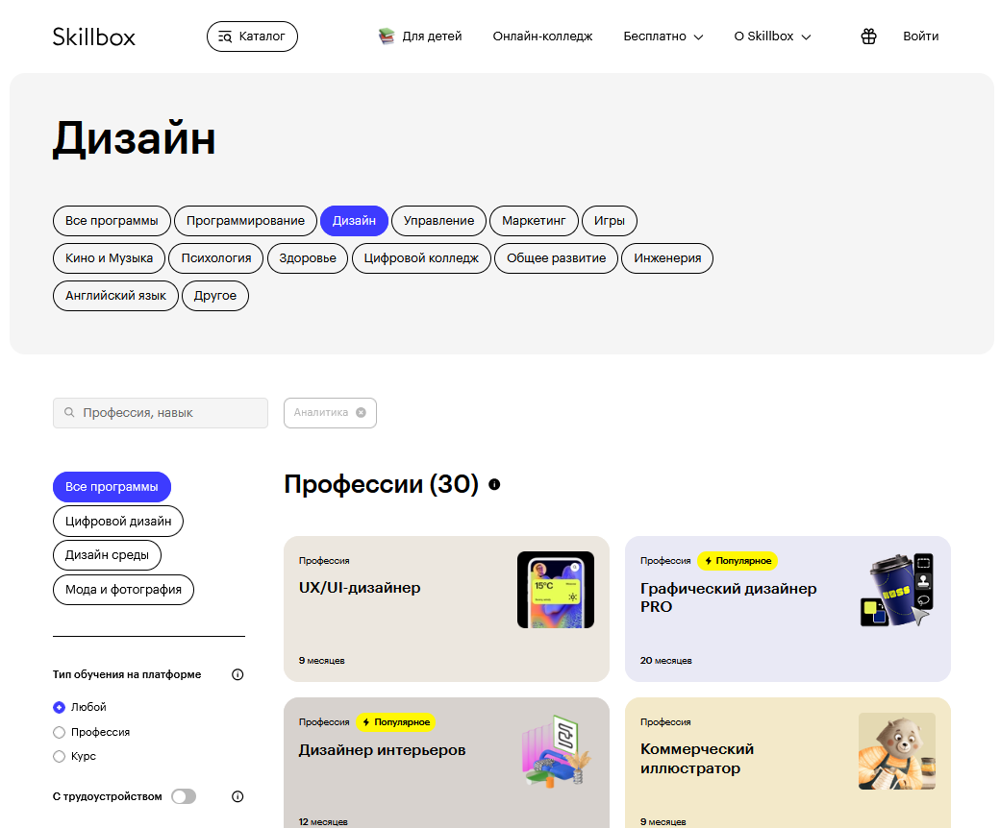 Skillbox
Каталог
Для детей
Онлайн-колледж
Бесплатно
О Skillbox
Войти
Дизайн
Все программы
Программирование
Дизайн
Управление
Маркетинг
Игры
Кино и Музыка
Психология
Здоровье
Цифровой колледж
Общее развитие
Инженерия
Английский язык
Другое
Профессия, навык
Аналитика
Все программы
Цифровой дизайн
Дизайн среды
Мода и фотография
Тип обучения на платформе
Любой
Профессия
Курс
С трудоустройством
Профессии (30)
Профессия
UX/UI-дизайнер
15°C
9 месяцев
Профессия
Популярное
Графический дизайнер
PRO
20 месяцев
Профессия
Популярное
Дизайнер интерьеров
12 месяцев
Профессия
Коммерческий
иллюстратор
9 месяцев